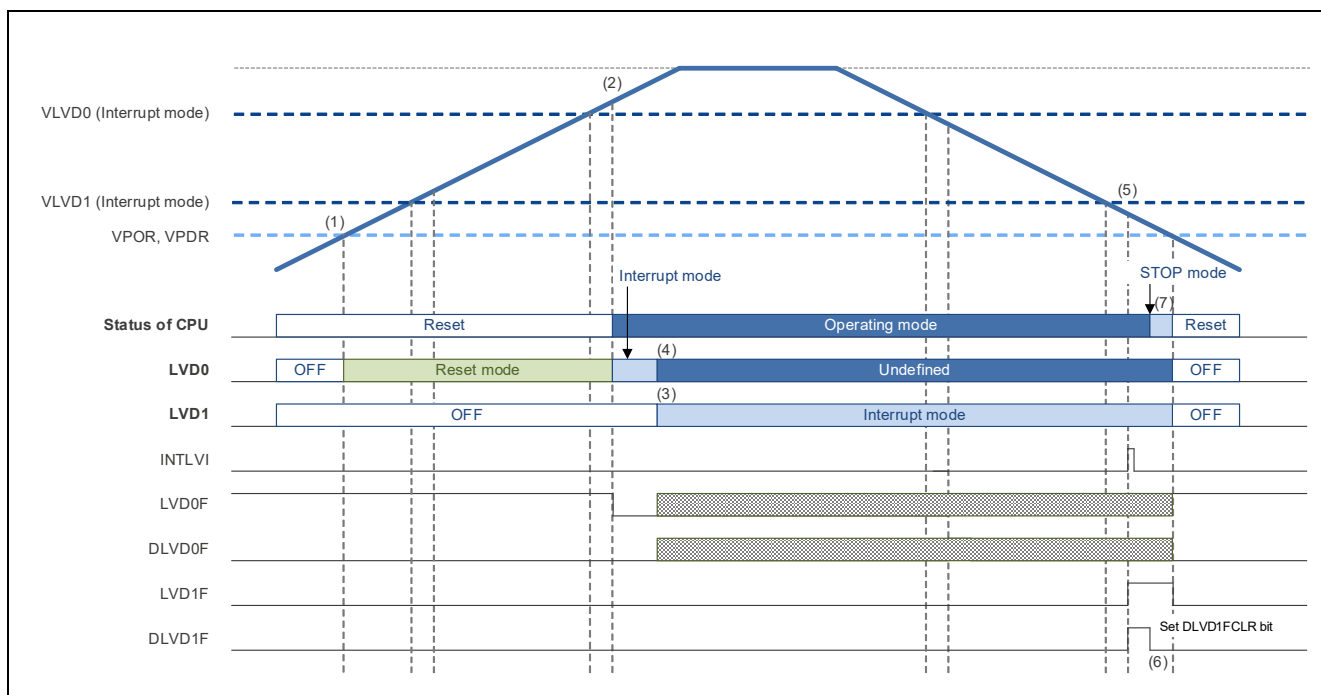 (2)
VLVD0 (Interrupt mode)
(5)
VLVD1 (Interrupt mode)
(1)
VPOR, VPDR
Interrupt mode
STOP mode
(7)
Status of CPU
Reset
Operating mode
Reset
(4)
LVD0
OFF
Reset mode
Undefined
OFF
(3)
LVD1
OFF
Interrupt mode
OFF
INTLVI
LVD0F
DLVD0F
LVD1F
Set DLVD1FCLR bit
DLVD1F
(6)